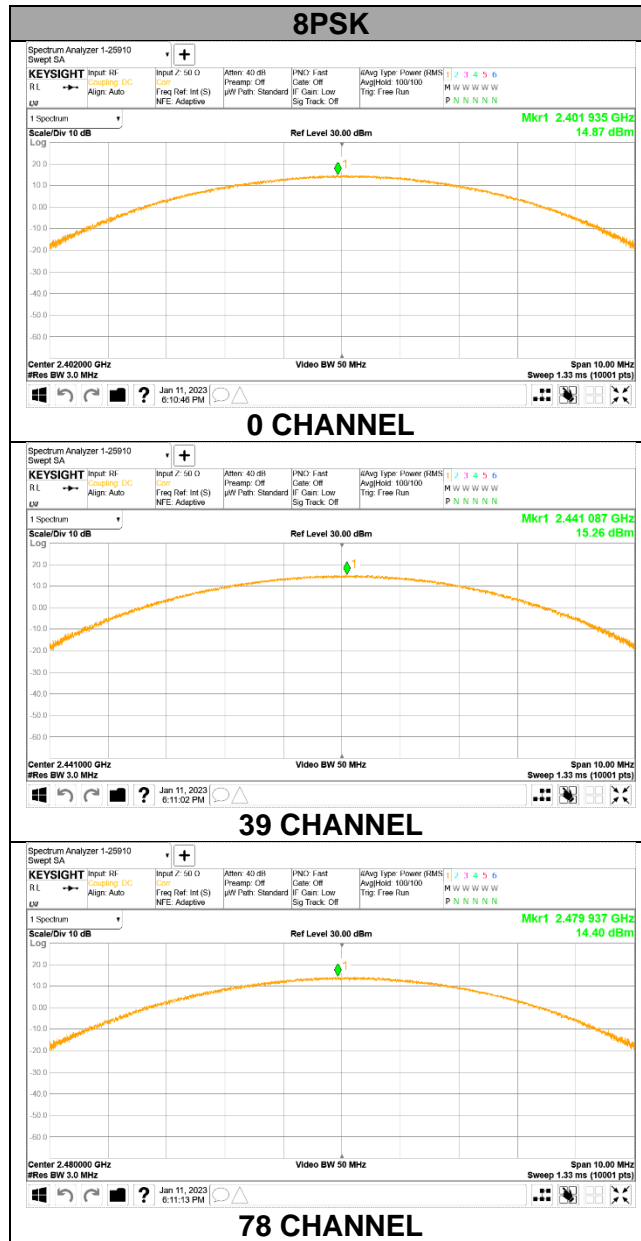 8PSK
Spectrum Analyzer 1-25910
Swept SA
KEYSIGHT Input: RF Input Z: 50 Ω Atten: 40 dB PNO: Fast #Avg Type: Power (RMS 1 2 3 4 5 6
RL Coupling: DC Corr Preamp: Off Gate: Off Avg|Hold: 100/100 M W W W W W
Align: Auto Freq Ref: Int (S) µW Path: Standard IF Gain: Low Trig: Free Run
NFE: Adaptive Sig Track: Off P N N N N N
1 Spectrum Mkr1 2.401 935 GHz
Scale/Div 10 dB Ref Level 30.00 dBm 14.87 dBm
Log
1
20.0
10.0
0.00
-10.0
-20.0
-30.0
-40.0
-50.0
-60.0
Center 2.402000 GHz Video BW 50 MHz Span 10.00 MHz
#Res BW 3.0 MHz Sweep 1.33 ms (10001 pts)
? Jan 11, 2023
6:10:46 PM
0 CHANNEL
Spectrum Analyzer 1-25910
Swept SA
KEYSIGHT Input: RF Input Z: 50 Ω Atten: 40 dB PNO: Fast #Avg Type: Power (RMS 1 2 3 4 5 6
RL Coupling: DC Corr Preamp: Off Gate: Off Avg|Hold: 100/100 M W W W W W
Align: Auto Freq Ref: Int (S) µW Path: Standard IF Gain: Low Trig: Free Run
NFE: Adaptive Sig Track: Off P N N N N N
1 Spectrum Mkr1 2.441 087 GHz
Scale/Div 10 dB Ref Level 30.00 dBm 15.26 dBm
Log
1
20.0
10.0
0.00
-10.0
-20.0
-30.0
-40.0
-50.0
-60.0
Center 2.441000 GHz Video BW 50 MHz Span 10.00 MHz
#Res BW 3.0 MHz Sweep 1.33 ms (10001 pts)
? Jan 11, 2023
6:11:02 PM
39 CHANNEL
Spectrum Analyzer 1-25910
Swept SA
KEYSIGHT Input: RF Input Z: 50 Ω Atten: 40 dB PNO: Fast #Avg Type: Power (RMS 1 2 3 4 5 6
RL Coupling: DC Corr Preamp: Off Gate: Off Avg|Hold: 100/100 M W W W W W
Align: Auto Freq Ref: Int (S) µW Path: Standard IF Gain: Low Trig: Free Run
NFE: Adaptive Sig Track: Off P N N N N N
1 Spectrum Mkr1 2.479 937 GHz
Scale/Div 10 dB Ref Level 30.00 dBm 14.40 dBm
Log
1
20.0
10.0
0.00
-10.0
-20.0
-30.0
-40.0
-50.0
-60.0
Center 2.480000 GHz Video BW 50 MHz Span 10.00 MHz
#Res BW 3.0 MHz Sweep 1.33 ms (10001 pts)
? Jan 11, 2023
6:11:13 PM
78 CHANNEL